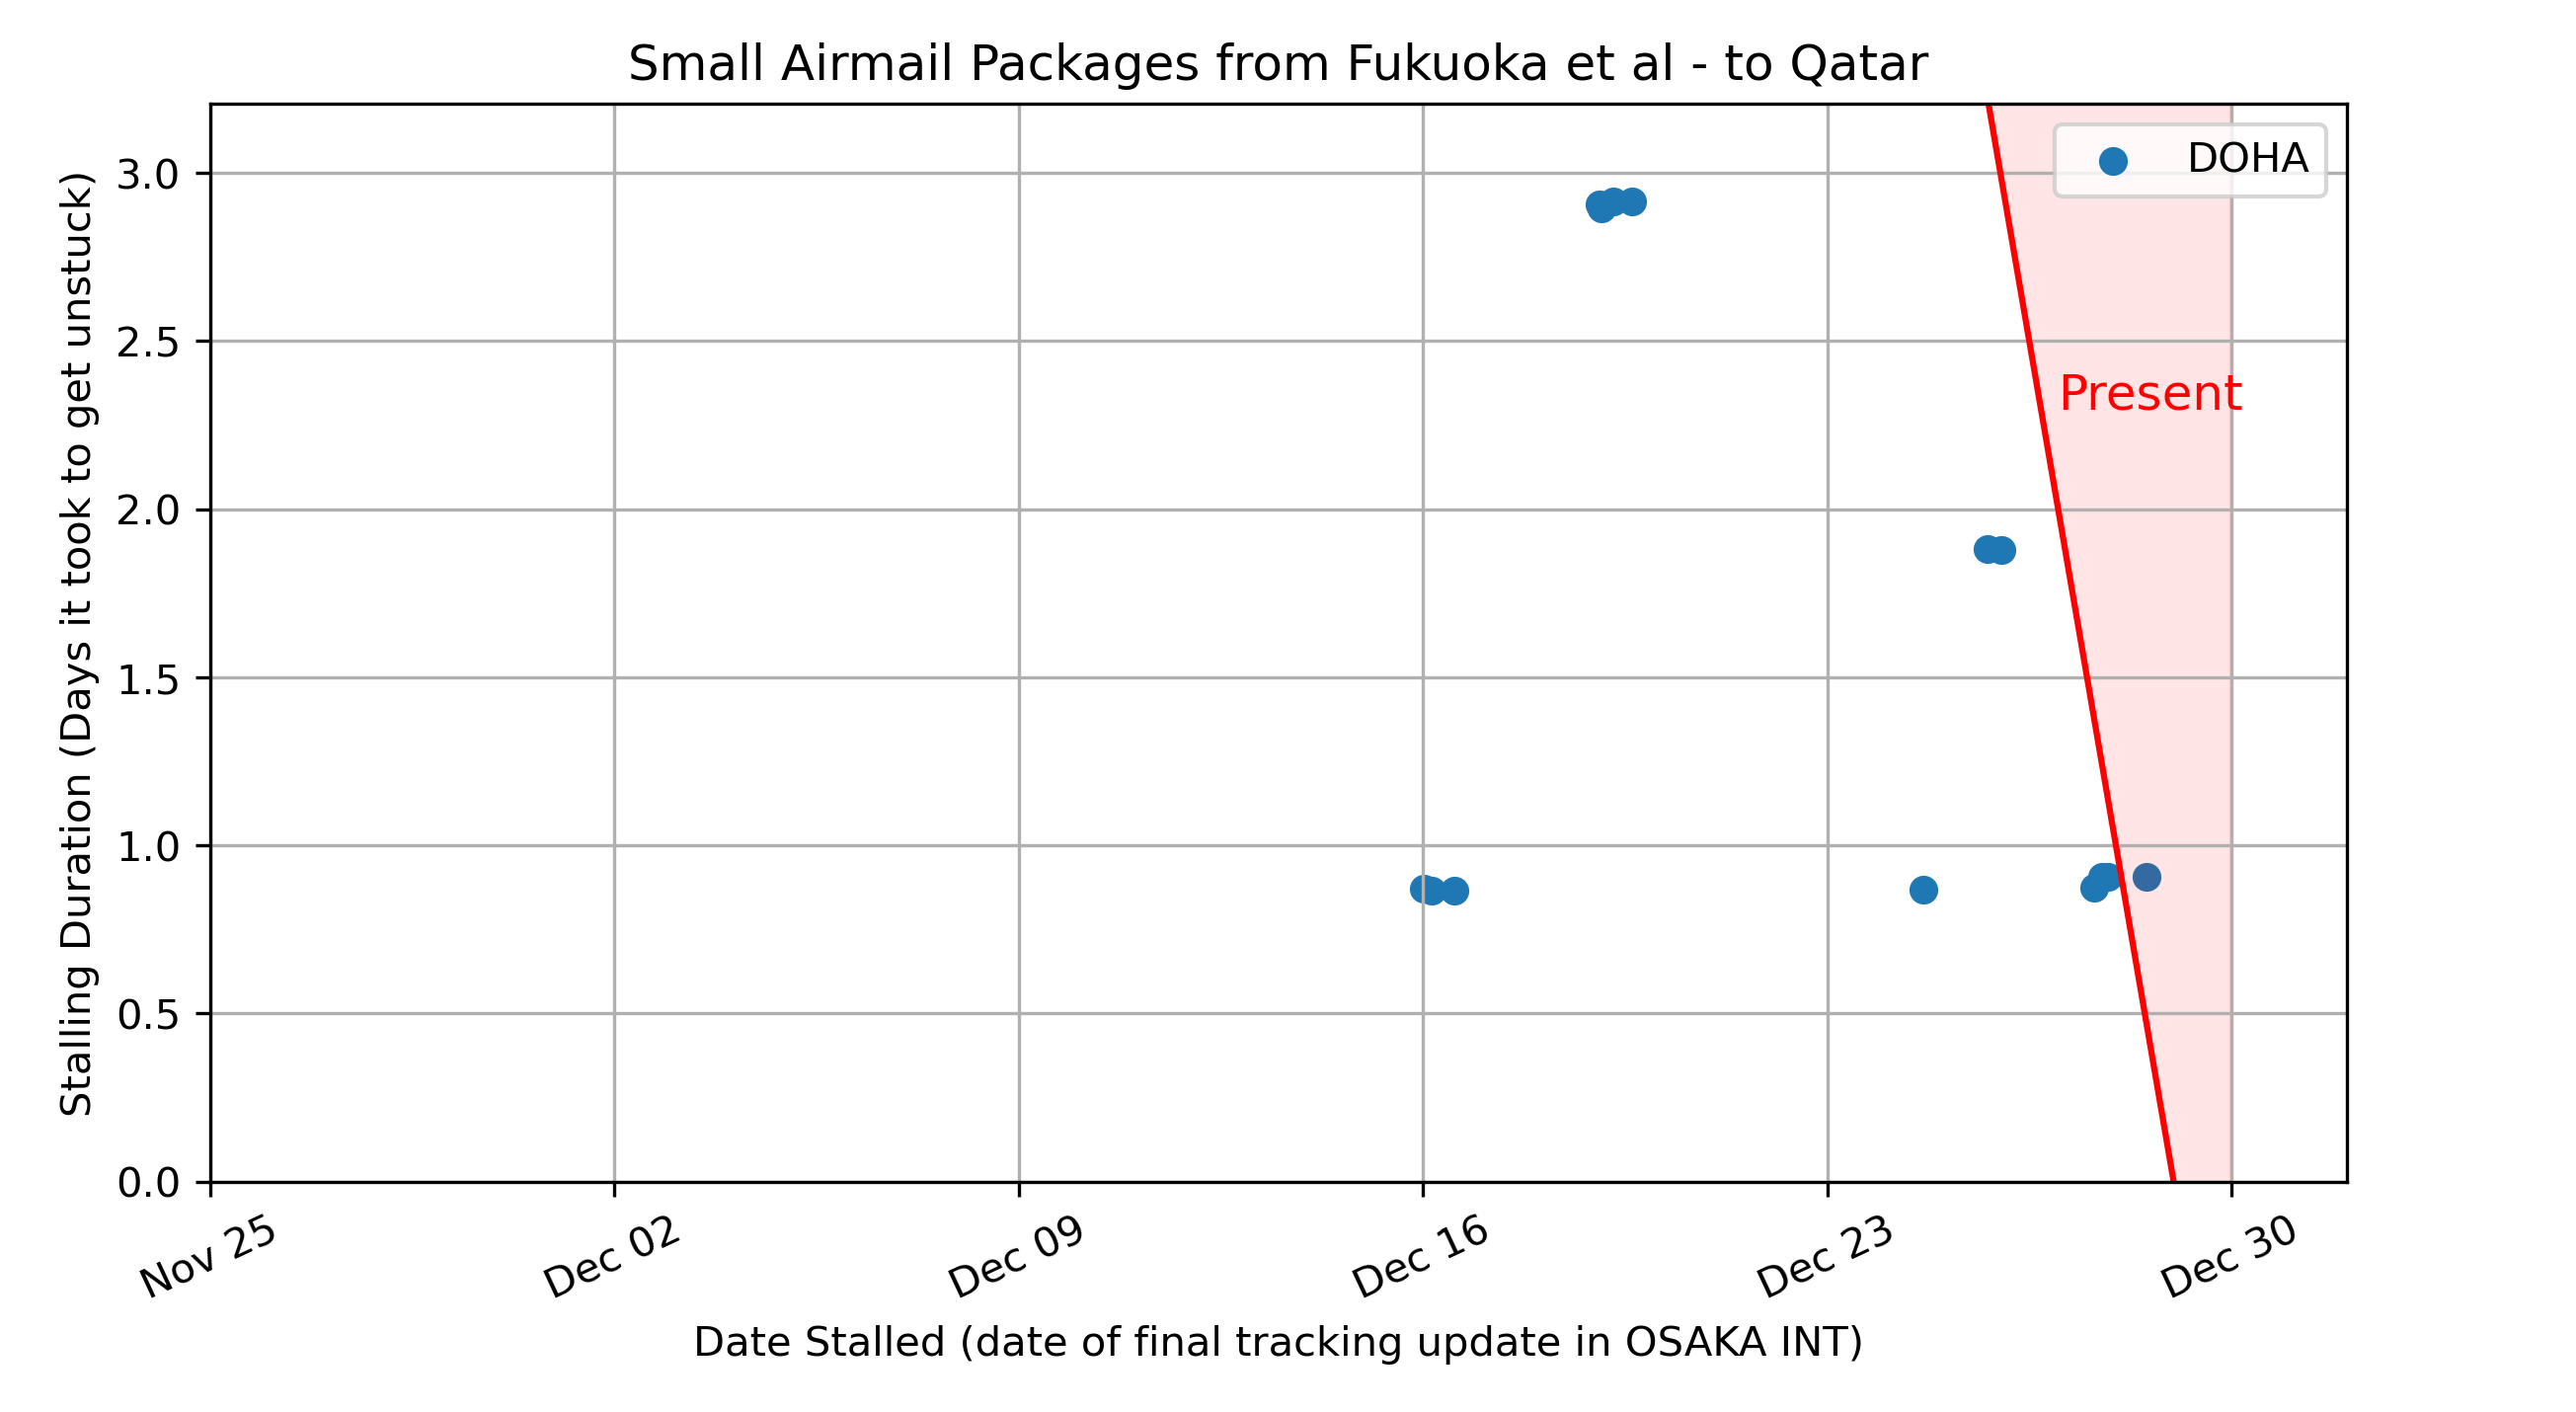 Small Airmail Packages from Fukuoka et al - to Qatar
Stalling Duration (Days it took to get unstuck)
3.0
2.5
2.0
1.5
1.0
0.5
0.0
DOHA
Present
Nov 25
Dec 02
Dec 09
Dec 16
Dec 23
Dec 30
Date Stalled (date of final tracking update in OSAKA INT)